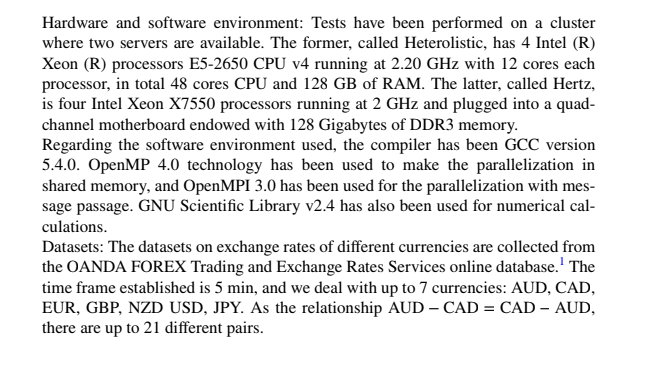 Hardware and software environment: Tests have been performed on a cluster
where two servers are available. The former, called Heterolistic, has 4 Intel (R)
Xeon (R) processors E5-2650 CPU v4 running at 2.20 GHz with 12 cores each
processor, in total 48 cores CPU and 128 GB of RAM. The latter, called Hertz,
is four Intel Xeon X7550 processors running at 2 GHz and plugged into a quad-
channel motherboard endowed with 128 Gigabytes of DDR3 memory.
Regarding the software environment used, the compiler has been GCC version
5.4.0. OpenMP 4.0 technology has been used to make the parallelization in
shared memory, and OpenMPI 3.0 has been used for the parallelization with mes-
sage passage. GNU Scientific Library v2.4 has also been used for numerical cal-
culations.
Datasets: The datasets on exchange rates of different currencies are collected from
the OANDA FOREX Trading and Exchange Rates Services online database.1 The
time frame established is 5 min, and we deal with up to 7 currencies: AUD, CAD,
EUR, GBP, NZD USD, JPY. As the relationship AUD − CAD = CAD − AUD,
there are up to 21 different pairs.